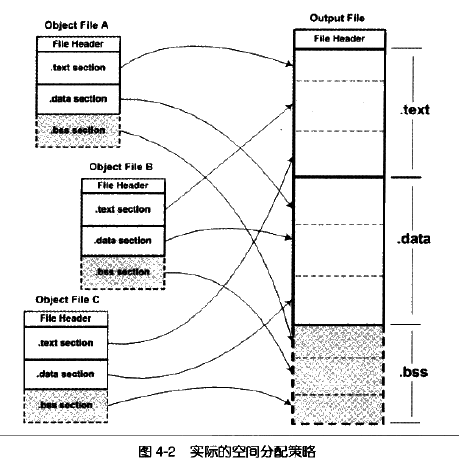 Object File A
File Header
.text section
.data section
.bss section
Object File B
File Header
.text section
.data section
.bss section
Object File C
File Header
.text section
.data section
.bss section
Output File
File Header
.text
.data
.bss
图 4-2 实际的空间分配策略